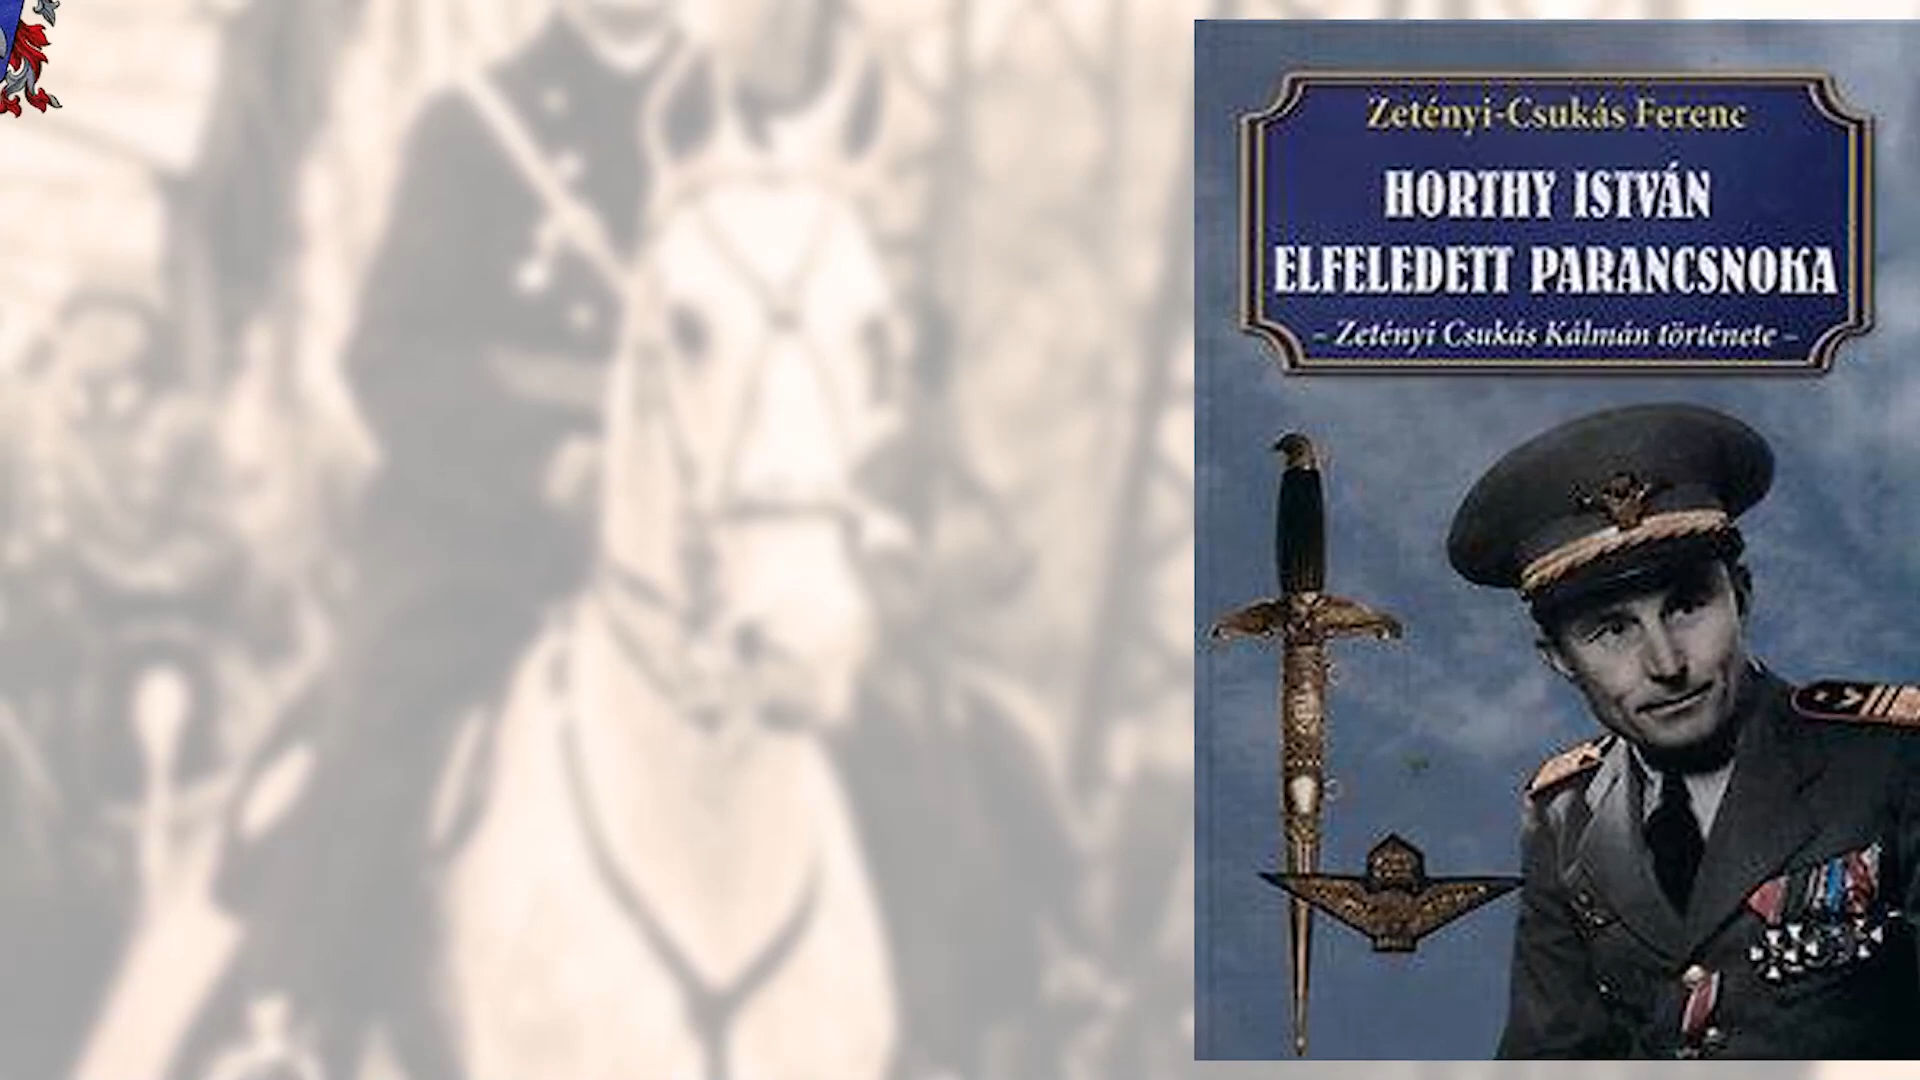 Zetényi-Csukás Ferenc
HORTHY ISTVÁN
ELFELEDETT PARANCSNOKA
– Zetényi Csukás Kálmán története –